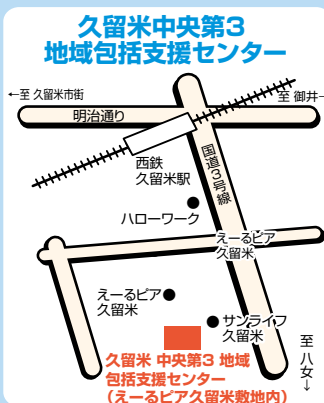 久留米中央第3
地域包括支援センター
←至 久留米市街
至 御井→
明治通り
西鉄
久留米駅
国道3号線
ハローワーク
えーるピア
久留米
えーるピア
久留米
サンライフ
久留米
至 八女→
久留米 中央第3 地域
包括支援センター
（えーるピア久留米敷地内）